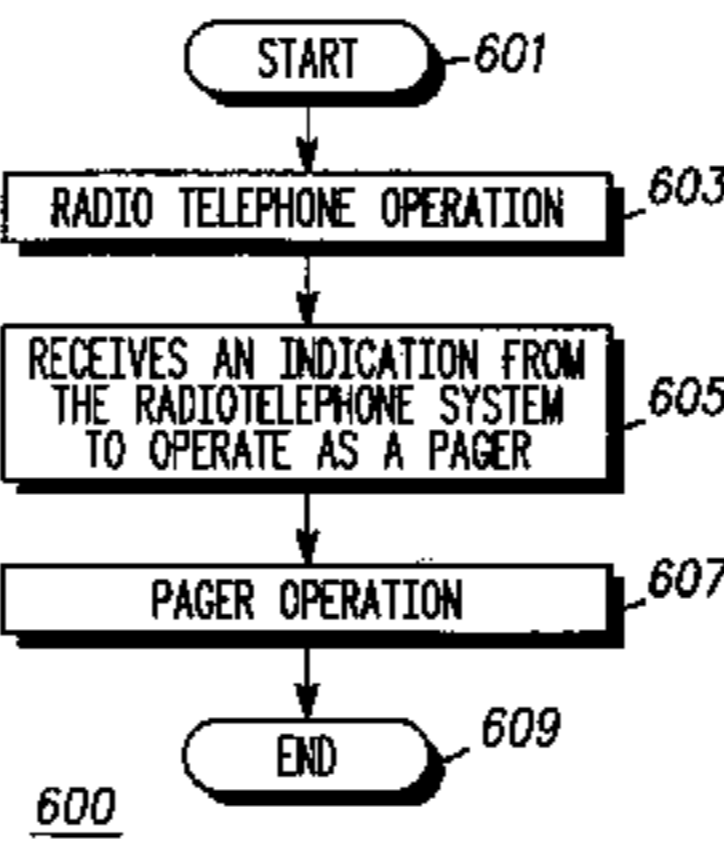 START
601
RADIO TELEPHONE OPERATION
603
RECEIVES AN INDICATION FROM
THE RADIOTELEPHONE SYSTEM
TO OPERATE AS A PAGER
605
PAGER OPERATION
607
END
609
600